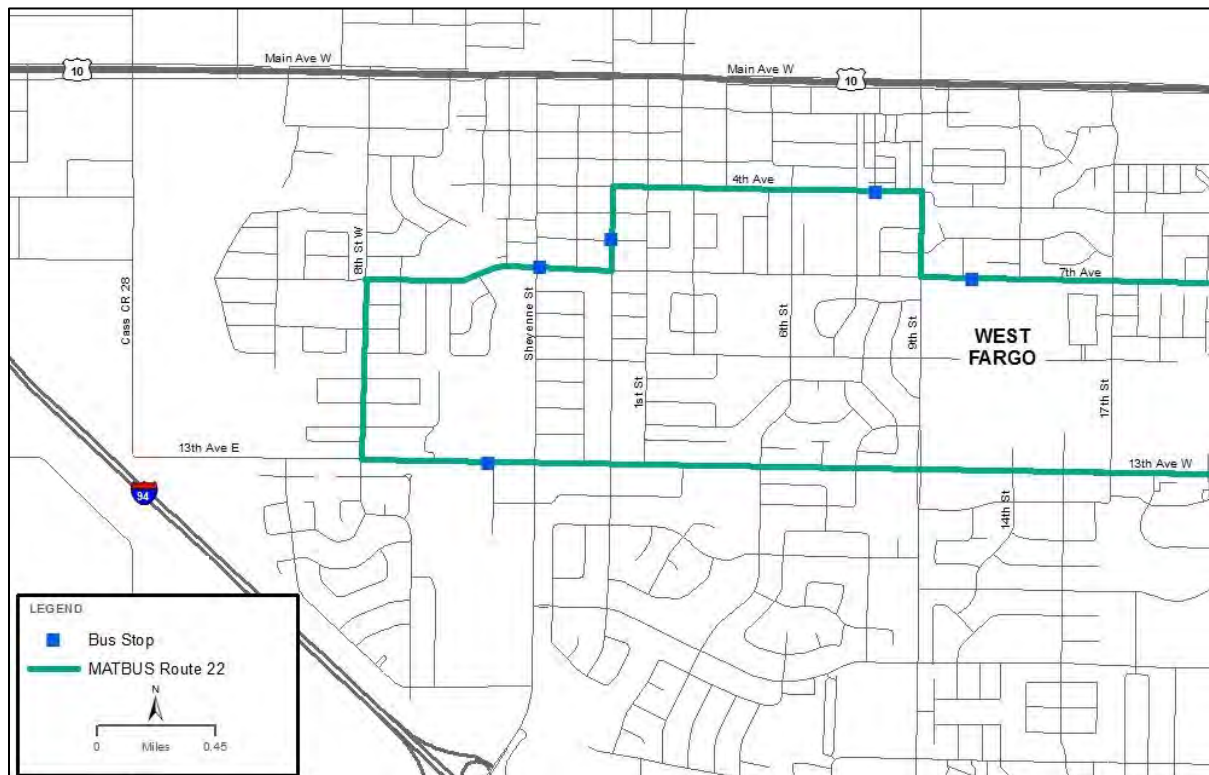 Main Ave W
10
Main Ave W
10
4th Ave
8th St W
7th Ave
Cass CR 28
Sheyenne St
6th St
9th St
WEST
FARGO
1st St
17th St
13th Ave E
13th Ave W
94
14th St
LEGEND
Bus Stop
MATBUS Route 22
N
0 Miles 0.45